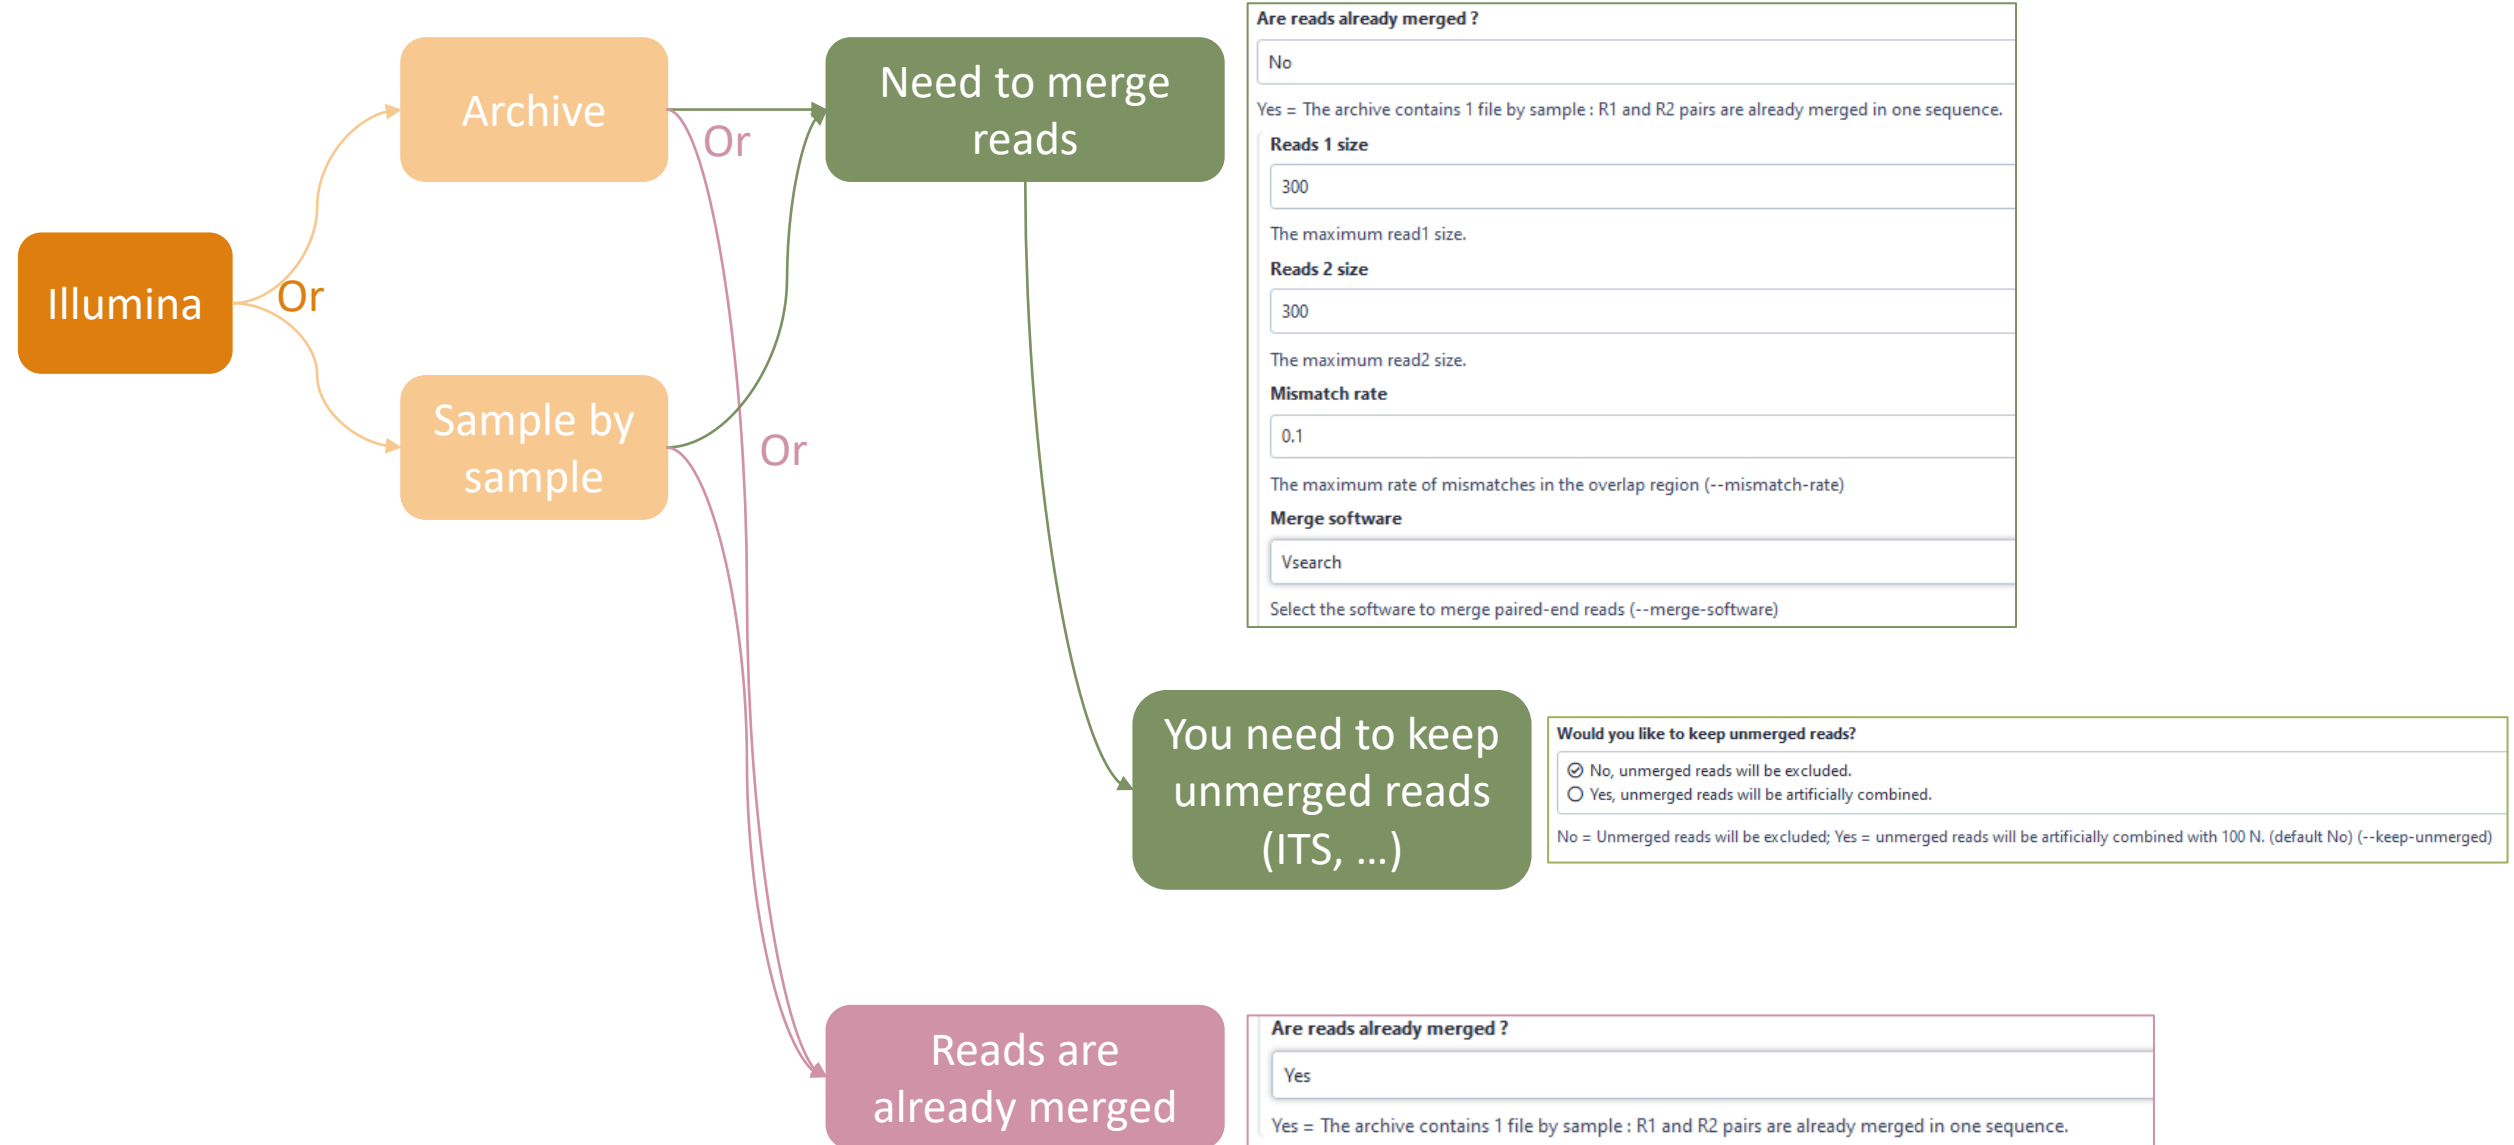 Illumina
Or
Archive
Sample by
sample
Or
Or
Need to merge
reads
Are reads already merged ?
No
Yes = The archive contains 1 file by sample : R1 and R2 pairs are already merged in one sequence.
Reads 1 size
300
The maximum read1 size.
Reads 2 size
300
The maximum read2 size.
Mismatch rate
0.1
The maximum rate of mismatches in the overlap region (--mismatch-rate)
Merge software
Vsearch
Select the software to merge paired-end reads (--merge-software)
You need to keep
unmerged reads
(ITS, ...)
Would you like to keep unmerged reads?
No, unmerged reads will be excluded.
Yes, unmerged reads will be artificially combined.
No = Unmerged reads will be excluded; Yes = unmerged reads will be artificially combined with 100 N. (default No) (--keep-unmerged)
Reads are
already merged
Are reads already merged ?
Yes
Yes = The archive contains 1 file by sample : R1 and R2 pairs are already merged in one sequence.